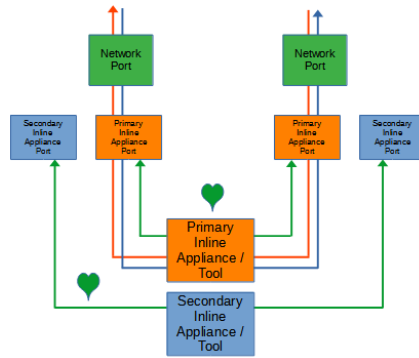 Network
Port
Network
Port
Secondary
Inline
Appliance
Port
Primary
Inline
Appliance
Port
Primary
Inline
Appliance
Port
Secondary
Inline
Appliance
Port
Primary
Inline
Appliance /
Tool
Secondary
Inline
Appliance /
Tool